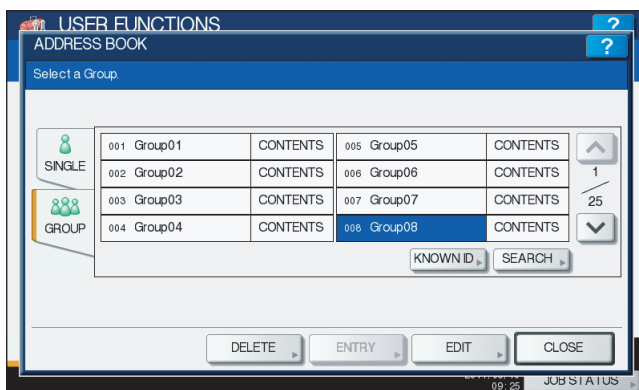 USER FUNCTIONS ?
ADDRESS BOOK ?
Select a Group.
SINGLE
GROUP
001 Group01 CONTENTS 005 Group05 CONTENTS
002 Group02 CONTENTS 006 Group06 CONTENTS
003 Group03 CONTENTS 007 Group07 CONTENTS
004 Group04 CONTENTS 008 Group08 CONTENTS
1
25
KNOWN ID SEARCH
DELETE ENTRY EDIT CLOSE
09:25 JOB STATUS